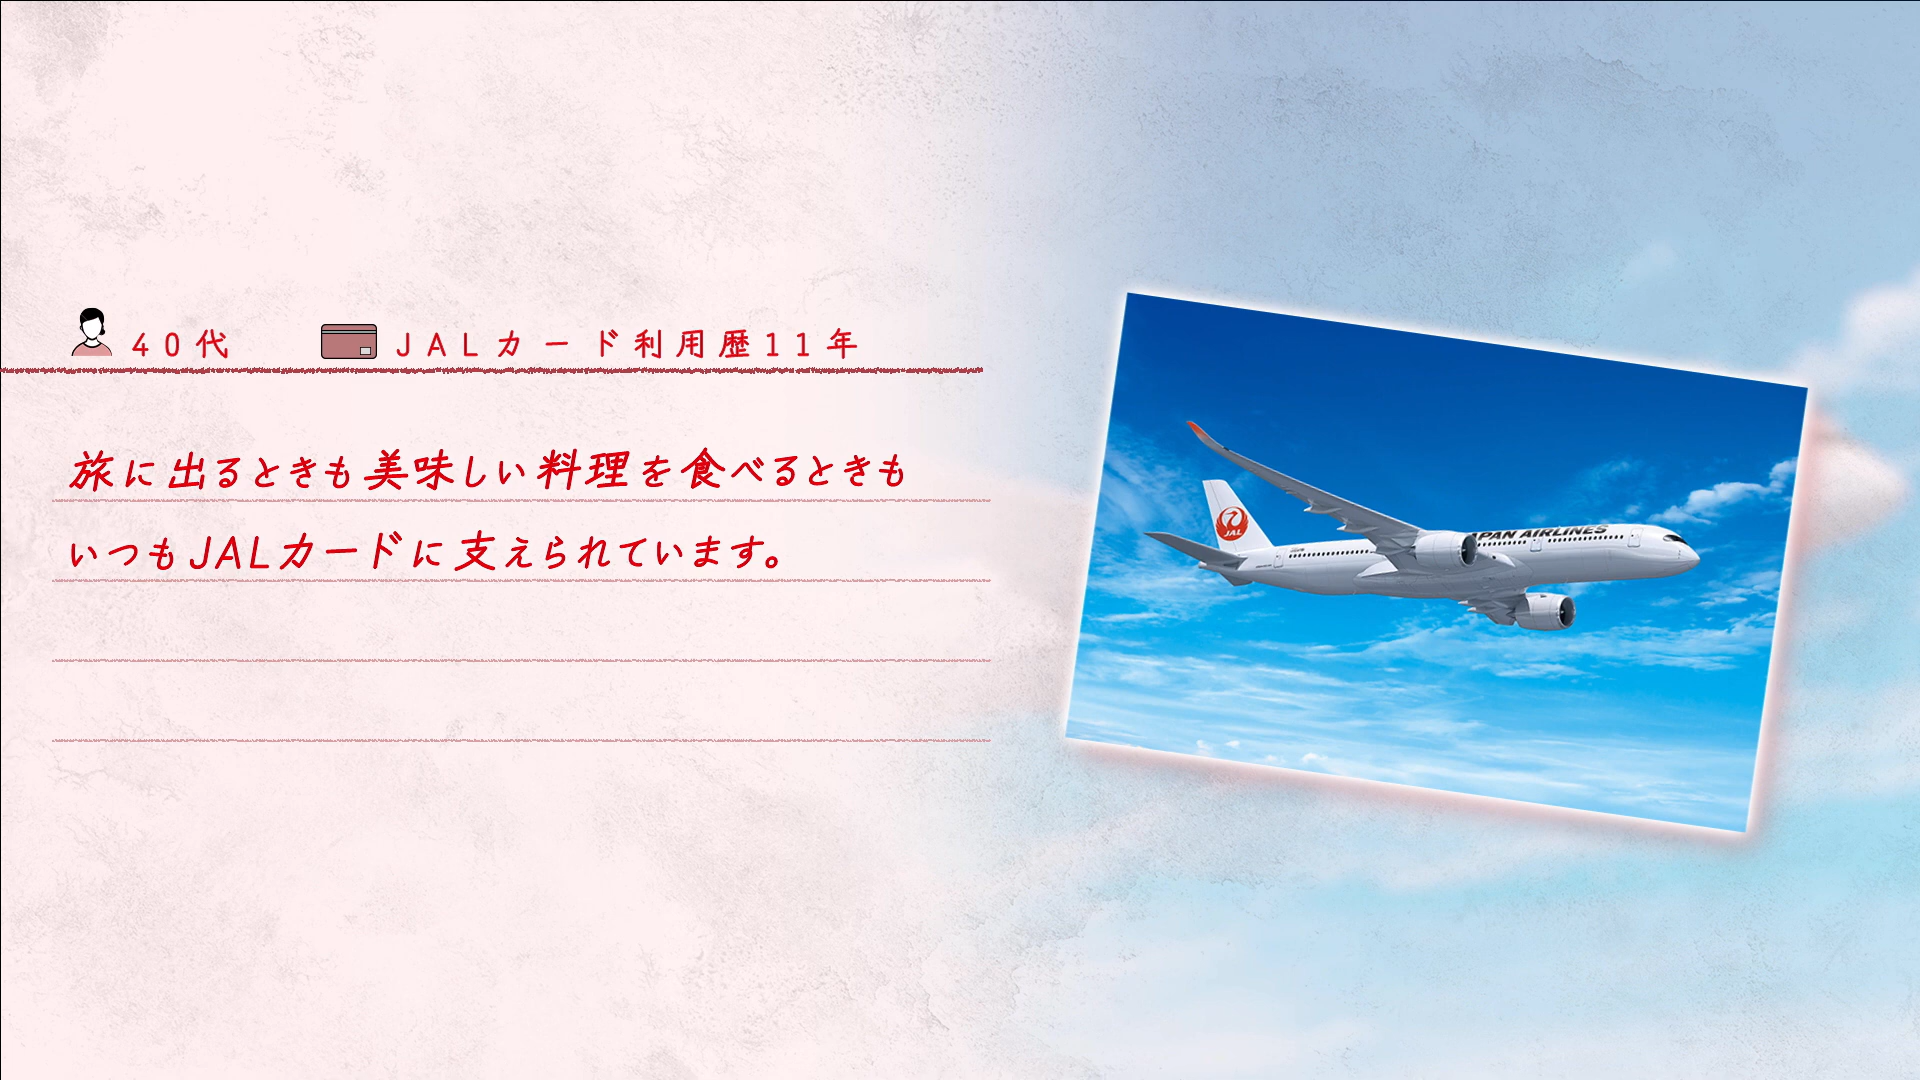 40代 JALカード利用歴11年
旅に出るときも美味しい料理を食べるときも
いつもJALカードに支えられています。
JAL
JAPAN AIRLINES